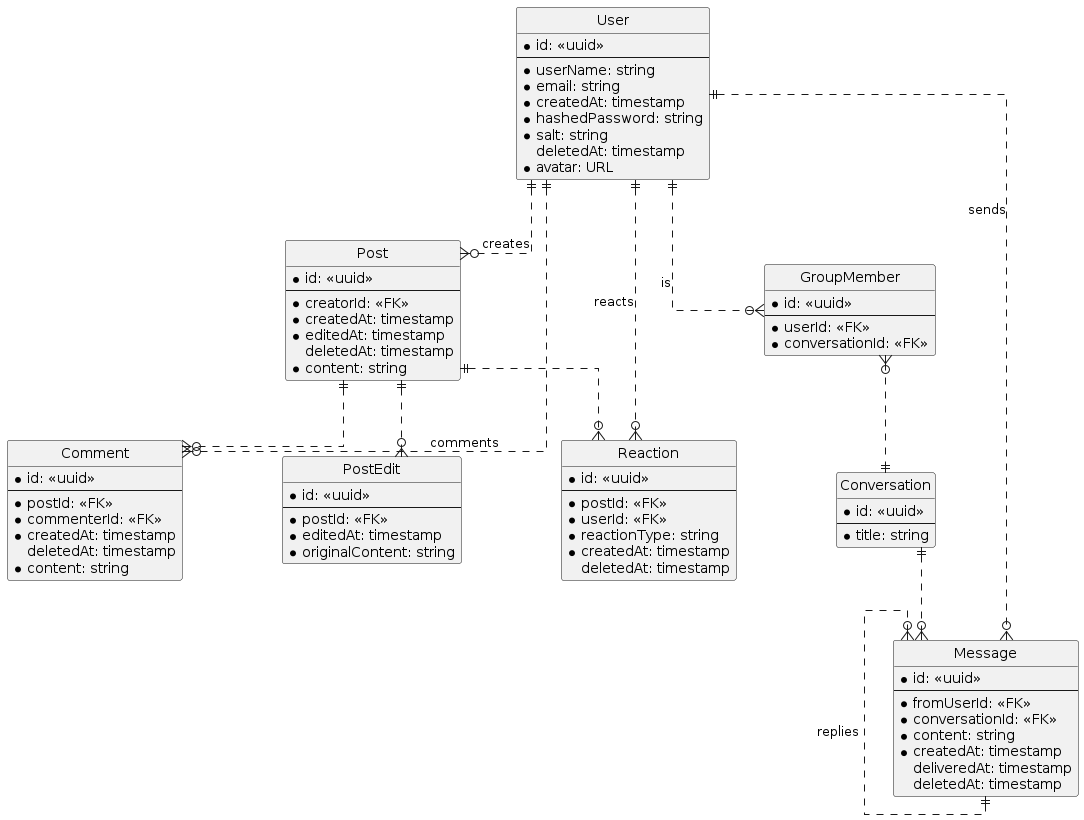 User
id: «uuid»
userName: string
email: string
createdAt: timestamp
hashedPassword: string
salt: string
deletedAt: timestamp
avatar: URL
creates
sends
Post
id: «uuid»
creatorId: «FK»
createdAt: timestamp
editedAt: timestamp
deletedAt: timestamp
content: string
reacts
is
GroupMember
id: «uuid»
userId: «FK»
conversationId: «FK»
comments
Comment
id: «uuid»
postId: «FK»
commenterId: «FK»
createdAt: timestamp
deletedAt: timestamp
content: string
PostEdit
id: «uuid»
postId: «FK»
editedAt: timestamp
originalContent: string
Reaction
id: «uuid»
postId: «FK»
userId: «FK»
reactionType: string
createdAt: timestamp
deletedAt: timestamp
Conversation
id: «uuid»
title: string
replies
Message
id: «uuid»
fromUserId: «FK»
conversationId: «FK»
content: string
createdAt: timestamp
deliveredAt: timestamp
deletedAt: timestamp